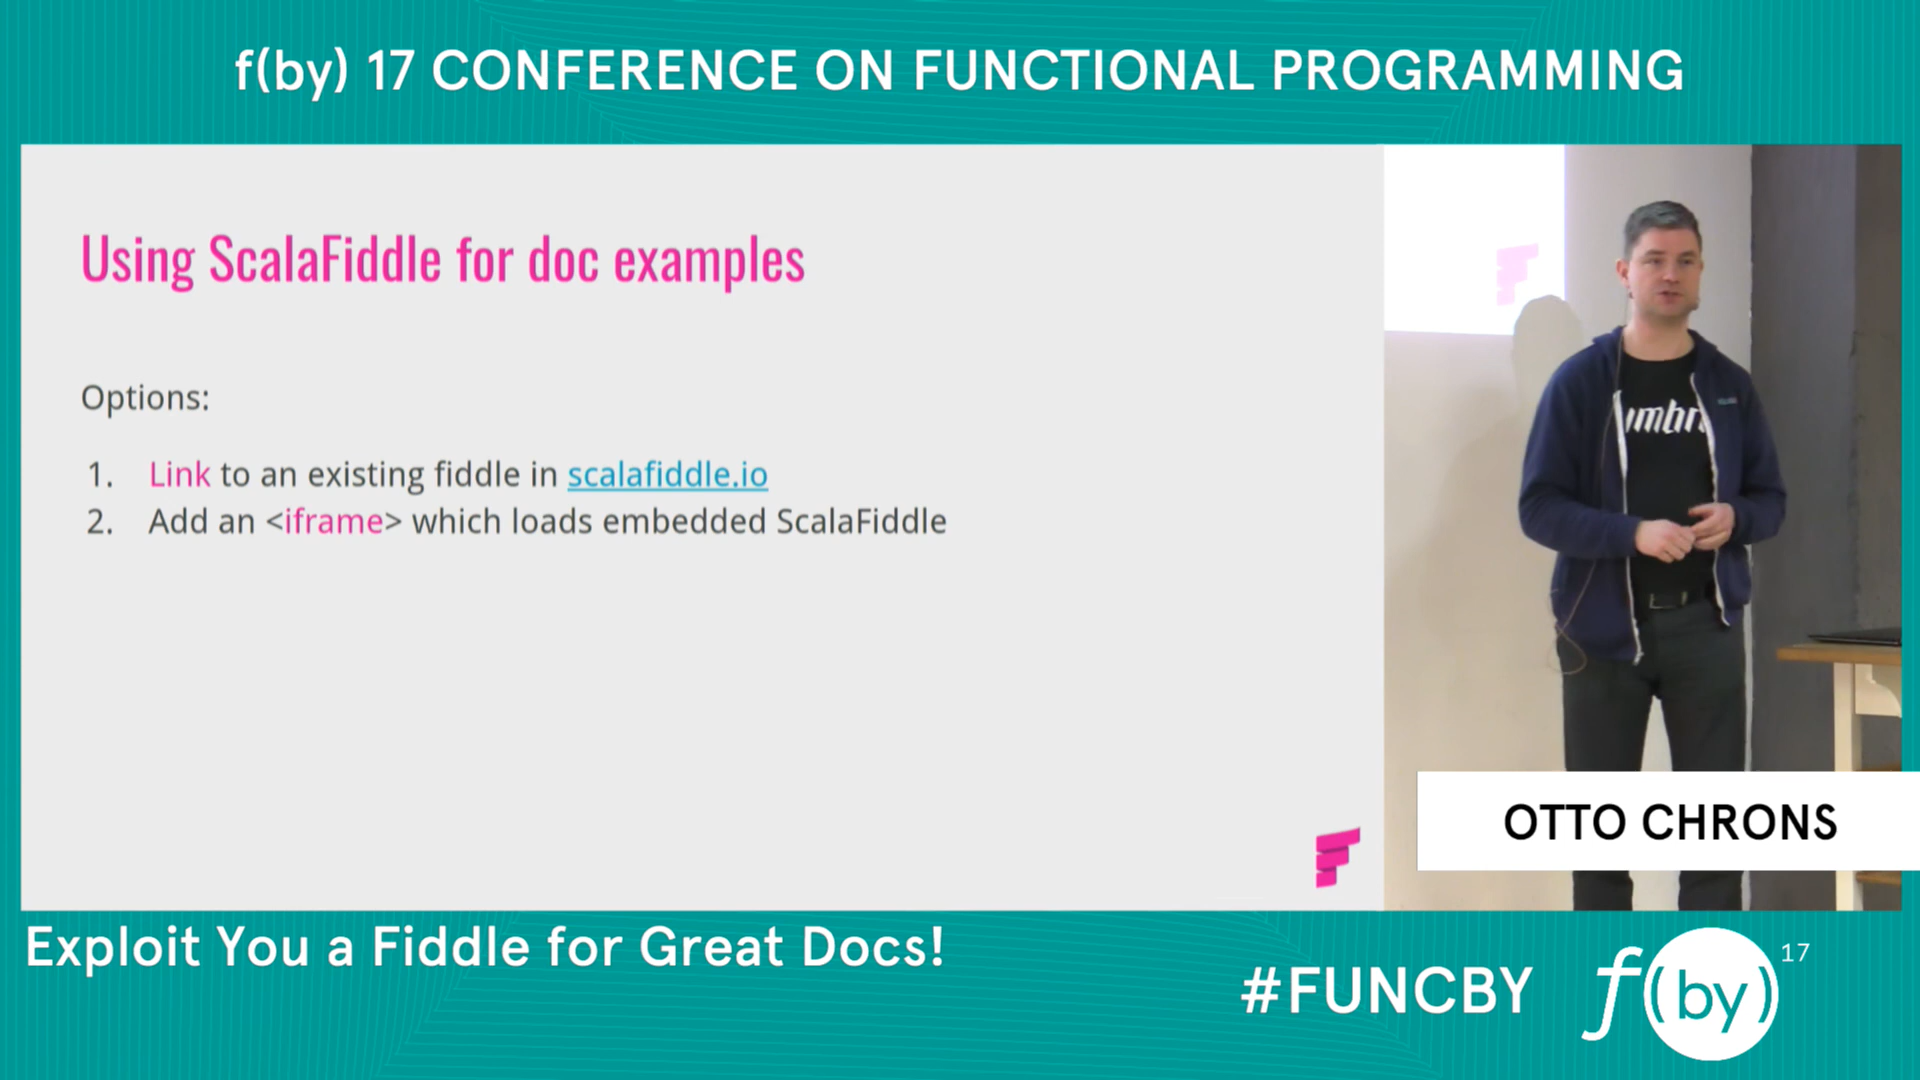 f(by) 17 CONFERENCE ON FUNCTIONAL PROGRAMMING
Using ScalaFiddle for doc examples
Options:
1. Link to an existing fiddle in scalafiddle.io
2. Add an <iframe> which loads embedded ScalaFiddle
OTTO CHRONS
Exploit You a Fiddle for Great Docs!
#FUNCBY
f(by) 17